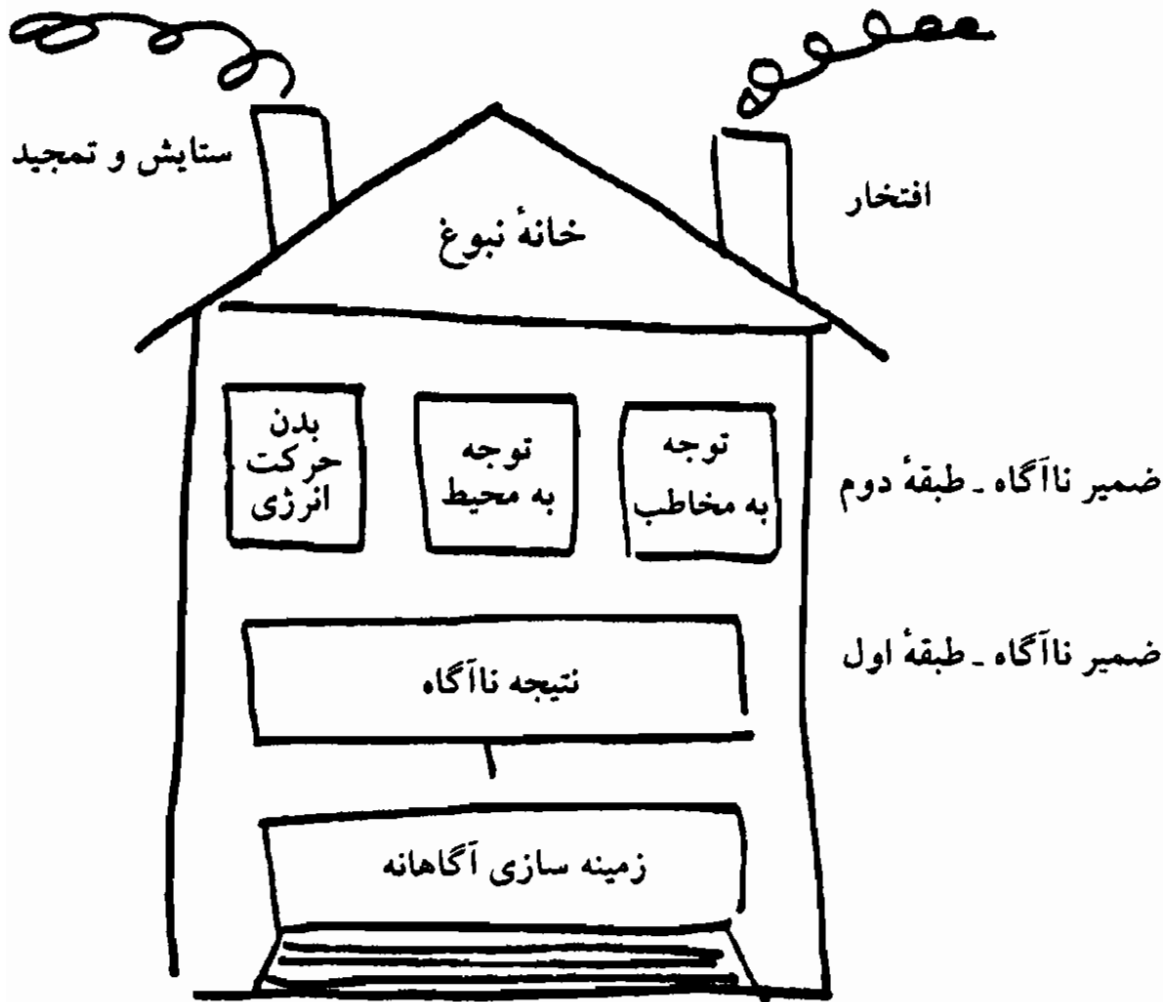 ستایش و تمجید
افتخار
خانهٔ نبوغ
توجه
به مخاطب
توجه
به محیط
بدن
حرکت
انرژی
ضمیر ناآگاه ـ طبقهٔ دوم
نتیجه ناآگاه
ضمیر ناآگاه ـ طبقهٔ اول
زمینه سازی آگاهانه